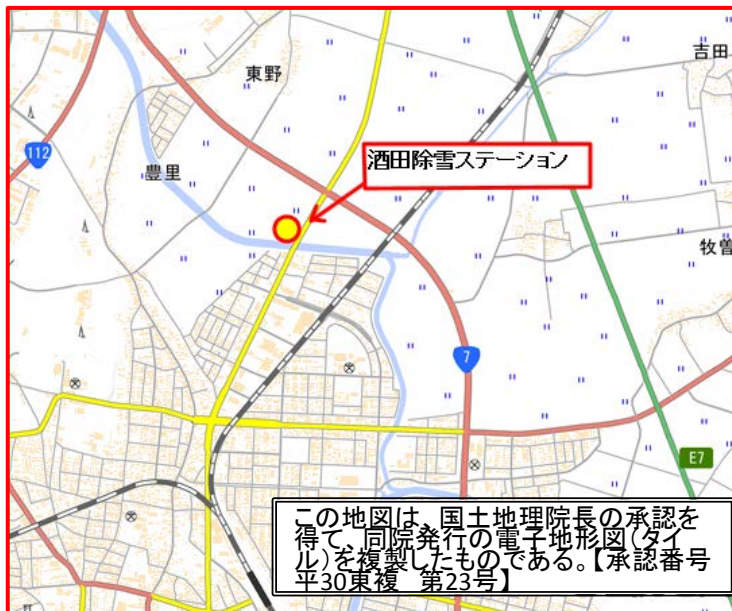 吉田
東野
112
酒田除雪ステーション
豊里
牧曽
7
E7
この地図は、国土地理院長の承認を
得て、同院発行の電子地形図(タイ
ル)を複製したものである。【承認番号
平30東複 第23号】